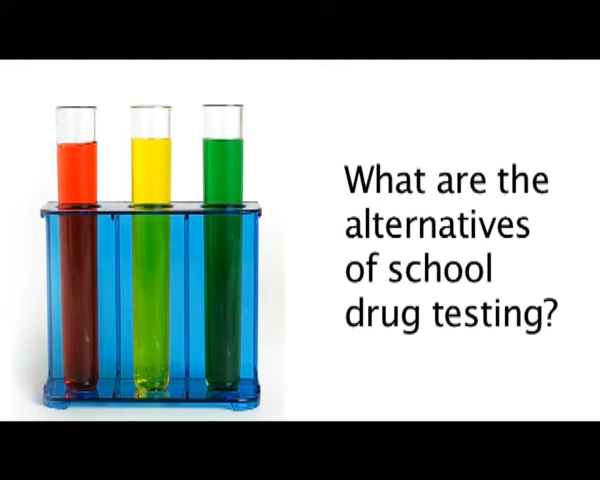 What are the
alternatives
of school
drug testing?